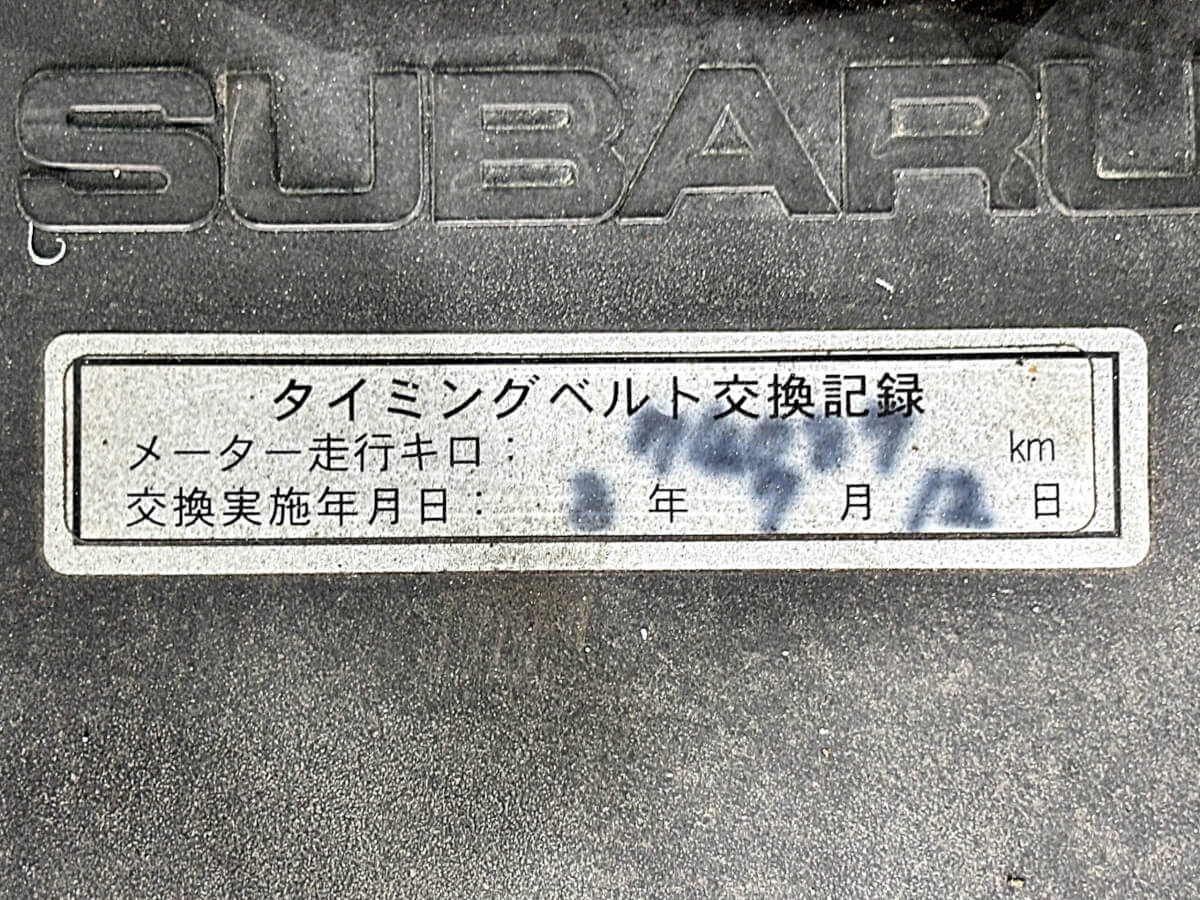 SUBARU
タイミングベルト交換記録
メーター走行キロ： km
交換実施年月日： 年 月 12 日